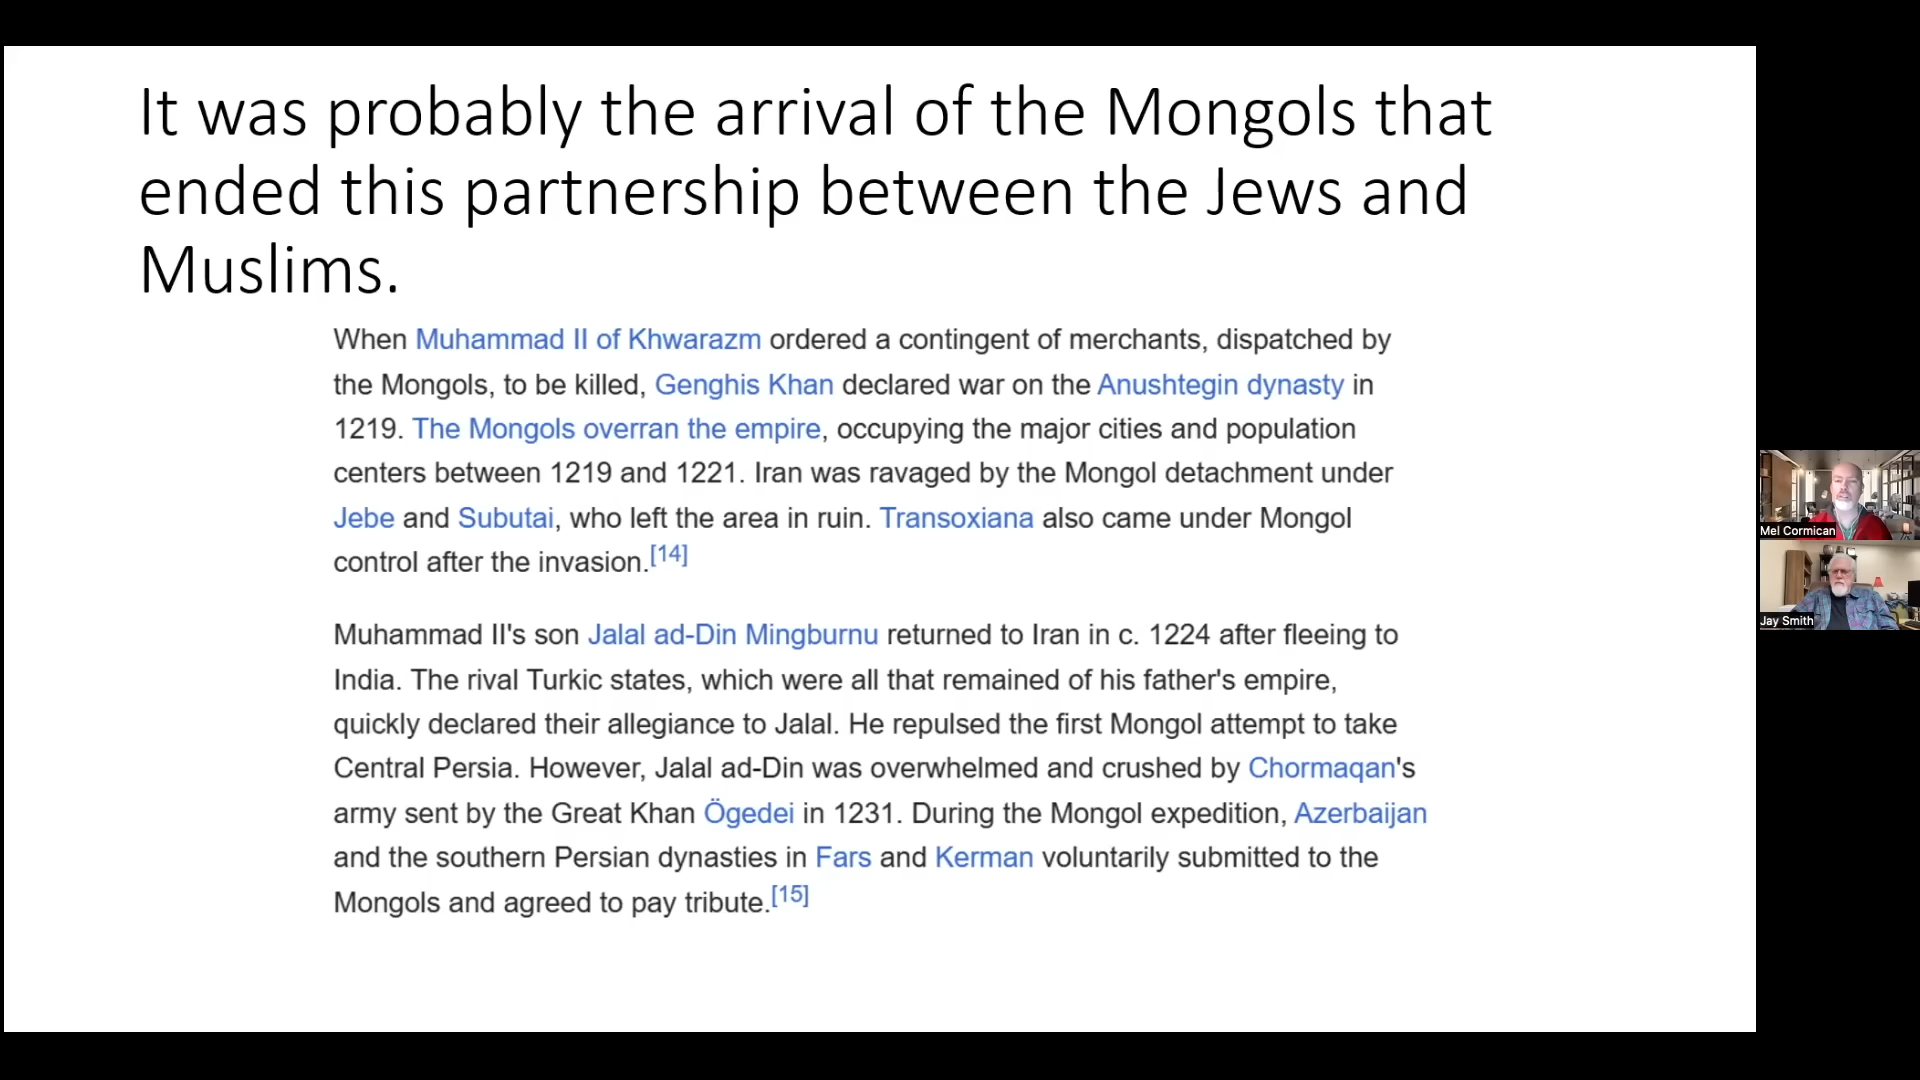 It was probably the arrival of the Mongols that
ended this partnership between the Jews and
Muslims.
When Muhammad II of Khwarazm ordered a contingent of merchants, dispatched by
the Mongols, to be killed, Genghis Khan declared war on the Anushtegin dynasty in
1219. The Mongols overran the empire, occupying the major cities and population
centers between 1219 and 1221. Iran was ravaged by the Mongol detachment under
Jebe and Subutai, who left the area in ruin. Transoxiana also came under Mongol
control after the invasion.[14]
Muhammad II's son Jalal ad-Din Mingburnu returned to Iran in c. 1224 after fleeing to
India. The rival Turkic states, which were all that remained of his father's empire,
quickly declared their allegiance to Jalal. He repulsed the first Mongol attempt to take
Central Persia. However, Jalal ad-Din was overwhelmed and crushed by Chormaqan's
army sent by the Great Khan Ögedei in 1231. During the Mongol expedition, Azerbaijan
and the southern Persian dynasties in Fars and Kerman voluntarily submitted to the
Mongols and agreed to pay tribute.[15]
Mel Cormican
Jay Smith